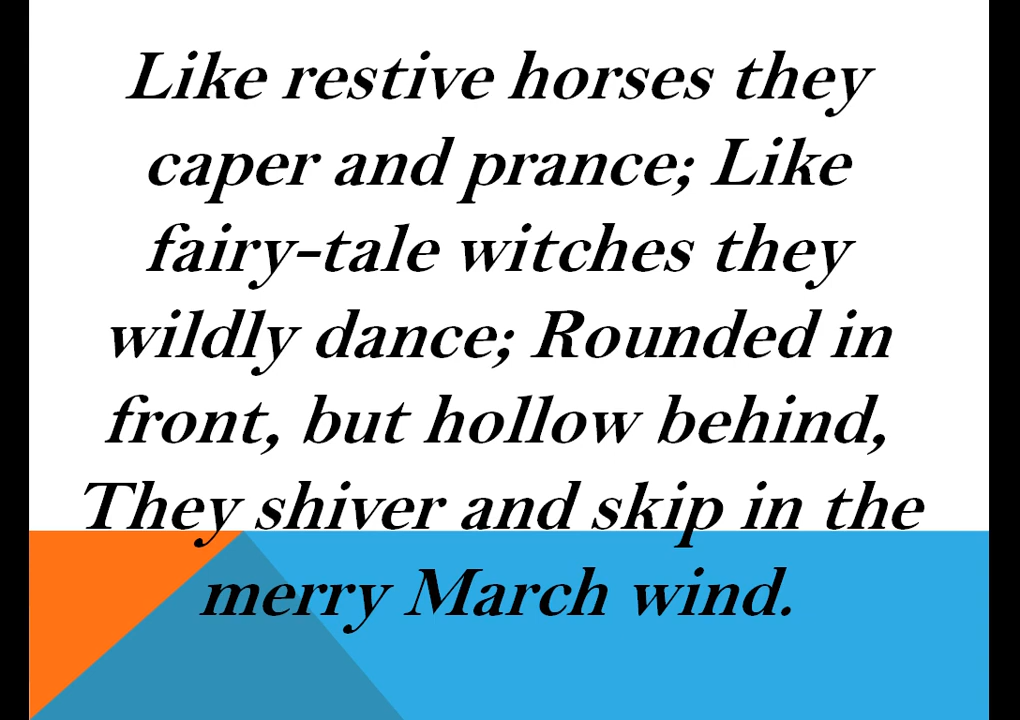 Like restive horses they
caper and prance; Like
fairy-tale witches they
wildly dance; Rounded in
front, but hollow behind,
They shiver and skip in the
merry March wind.